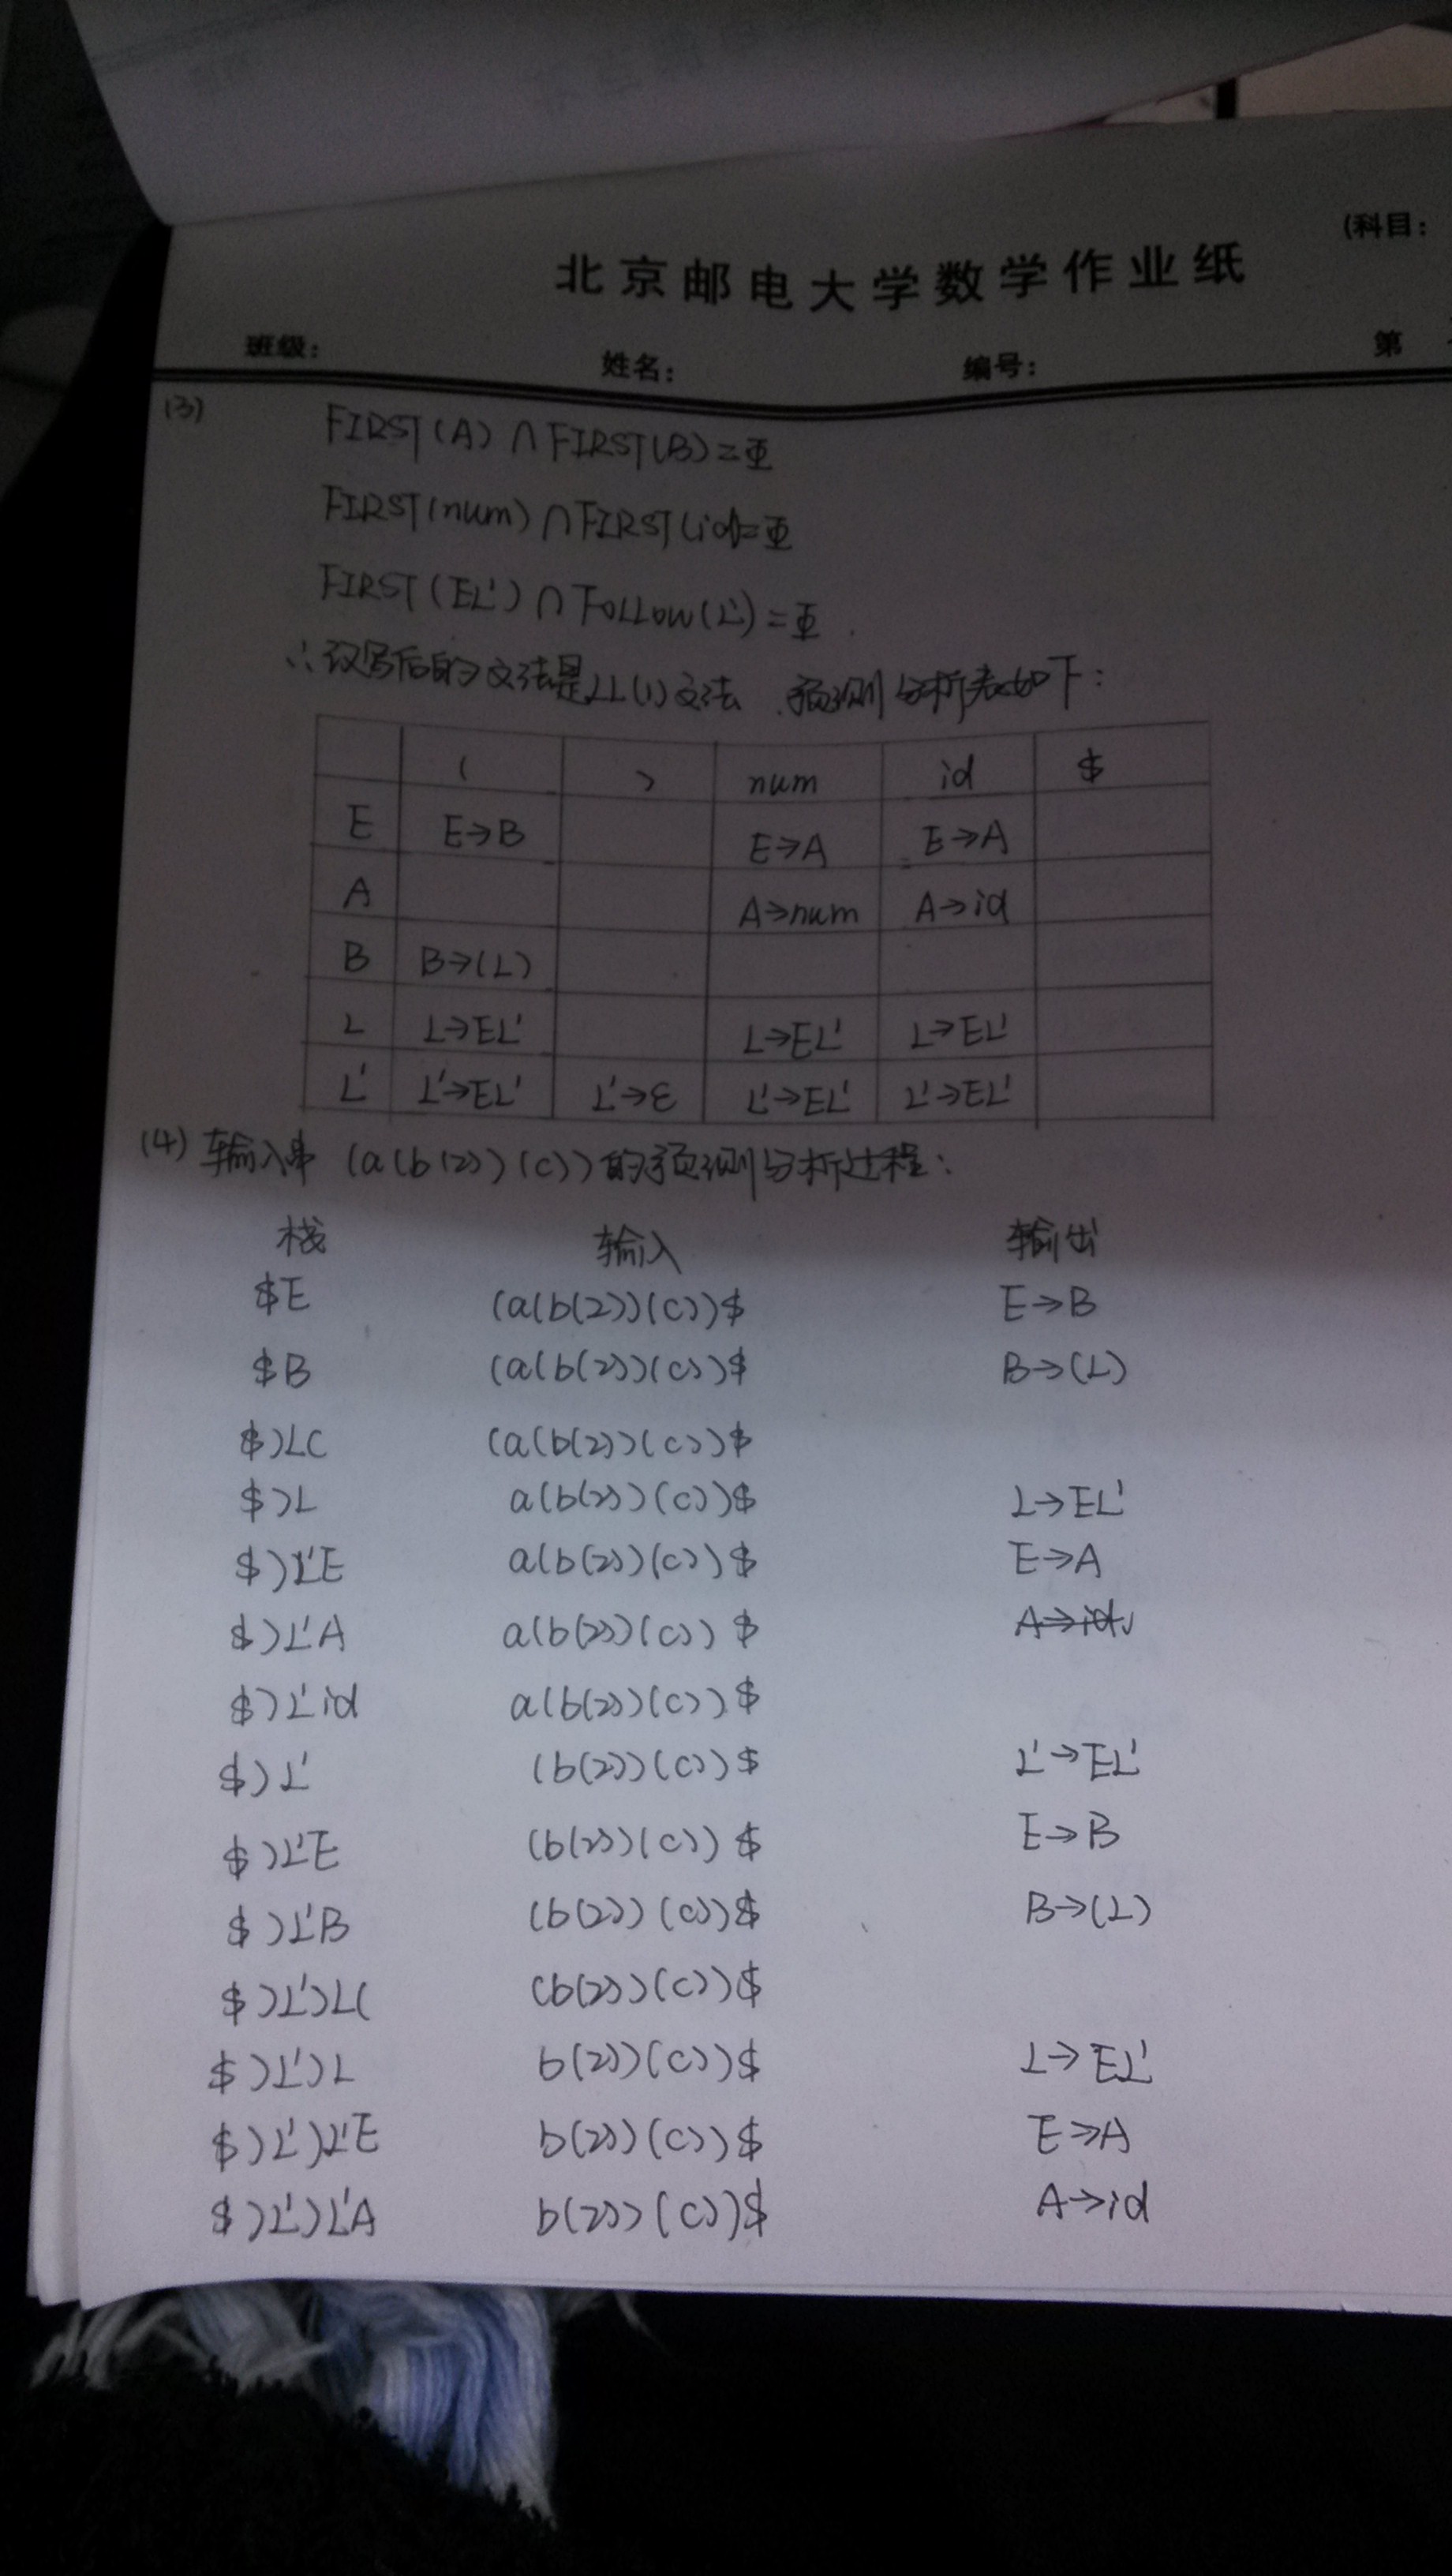 (科目:
北京邮电大学数学作业纸
班级: 姓名: 编号: 第
(3) FIRST(A) ∩ FIRST(B) = Φ
FIRST(num) ∩ FIRST(id) = Φ
FIRST(EL') ∩ FOLLOW(L') = Φ.
∴ 改写后的文法是LL(1)文法 . 预测分析表如下:
( ) num id $
E E→B E→A E→A
A A→num A→id
B B→(L)
L L→EL' L→EL' L→EL'
L' L'→EL' L'→ε L'→EL' L'→EL'
(4) 输入串 (a(b(2))(c))的预测分析过程:
栈 输入 输出
$E (a(b(2))(c))$ E→B
$B (a(b(2))(c))$ B→(L)
$)L( (a(b(2))(c))$
$)L a(b(2))(c))$ L→EL'
$)L'E a(b(2))(c))$ E→A
$)L'A a(b(2))(c))$ A→id
$)L'id a(b(2))(c))$
$)L' (b(2))(c))$ L'→EL'
$)L'E (b(2))(c))$ E→B
$)L'B (b(2))(c))$ B→(L)
$)L')L( (b(2))(c))$
$)L')L b(2))(c))$ L→EL'
$)L')L'E b(2))(c))$ E→A
$)L')L'A b(2))(c))$ A→id